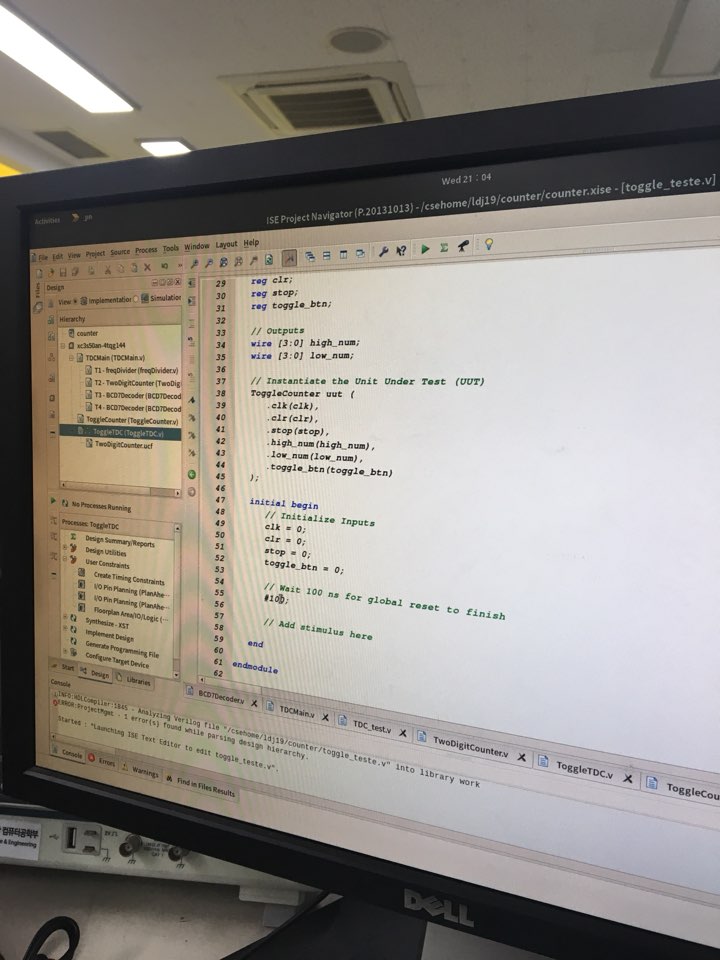 Wed 21 : 04
Activities
ISE Project Navigator (P.20131013) - /csehome/ldj19/counter/counter.xise - [toggle_teste.v]
File Edit View Project Source Process Tools Window Layout Help
Design
Files
View: Implementation Simulation
Hierarchy
counter
xc3s50an-4tqg144
TDCMain (TDCMain.v)
T1 - freqDivider (freqDivider.v)
T2 - TwoDigitCounter (TwoDig
T3 - BCD7Decoder (BCD7Decod
T4 - BCD7Decoder (BCD7Decod
ToggleCounter (ToggleCounter.v)
ToggleTDC (ToggleTDC.v)
TwoDigitCounter.ucf
No Processes Running
Processes: ToggleTDC
Design Summary/Reports
Design Utilities
User Constraints
Create Timing Constraints
I/O Pin Planning (PlanAhe...
I/O Pin Planning (PlanAhe...
Floorplan Area/IO/Logic (...
Synthesize - XST
Implement Design
Generate Programming File
Configure Target Device
Start Design Libraries
29 reg clr;
30 reg stop;
31 reg toggle_btn;
32
33 // Outputs
34 wire [3:0] high_num;
35 wire [3:0] low_num;
36
37 // Instantiate the Unit Under Test (UUT)
38 ToggleCounter uut (
39 .clk(clk),
40 .clr(clr),
41 .stop(stop),
42 .high_num(high_num),
43 .low_num(low_num),
44 .toggle_btn(toggle_btn)
45 );
46
47 initial begin
48 // Initialize Inputs
49 clk = 0;
50 clr = 0;
51 stop = 0;
52 toggle_btn = 0;
53
54 // Wait 100 ns for global reset to finish
55 #100;
56
57 // Add stimulus here
58
59 end
60
61 endmodule
62
BCD7Decoder.v TDCMain.v TDC_test.v TwoDigitCounter.v ToggleTDC.v ToggleCou
Console
INFO:HDLCompiler:1845 - Analyzing Verilog file "/csehome/ldj19/counter/toggle_teste.v" into library work
ERROR:ProjectMgmt - 1 error(s) found while parsing design hierarchy.
Started : "Launching ISE Text Editor to edit toggle_teste.v".
Console Errors Warnings Find in Files Results
컴퓨터공학부
& Engineering
DELL